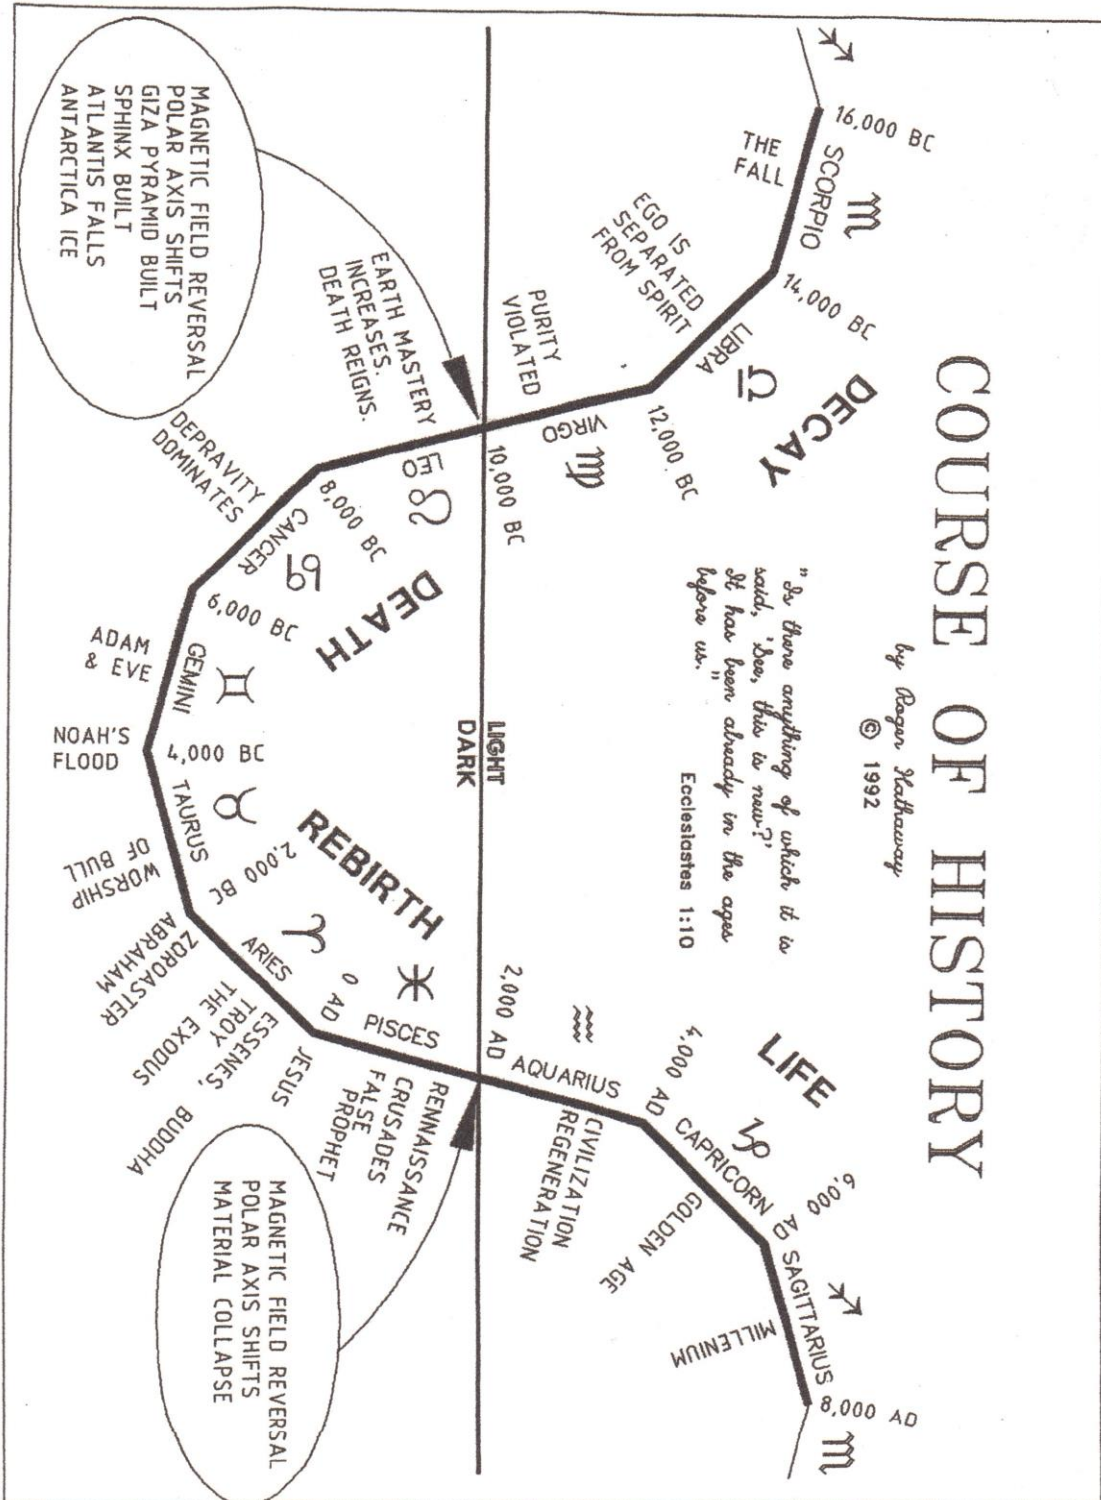 COURSE OF HISTORY
by Roger Hathaway
© 1992
"Is there anything of which it is
said, 'See, this is new?'
It has been already in the ages
before us."
Ecclesiastes 1:10
DECAY
DEATH
REBIRTH
LIFE
LIGHT
DARK
16,000 BC
SCORPIO
♏
THE
FALL
14,000 BC
LIBRA
♎
EGO IS
SEPARATED
FROM SPIRIT
12,000 BC
VIRGO
♍
PURITY
VIOLATED
10,000 BC
LEO
♌
EARTH MASTERY
INCREASES.
DEATH REIGNS.
8,000 BC
CANCER
♋
DEPRAVITY
DOMINATES
6,000 BC
GEMINI
♊
ADAM
& EVE
4,000 BC
NOAH'S
FLOOD
TAURUS
♉
WORSHIP
OF BULL
2,000 BC
ARIES
♈
ABRAHAM
ZOROASTER
THE EXODUS
TROY
ESSENES,
BUDDHA
0 AD
PISCES
♓
JESUS
FALSE
PROPHET
CRUSADES
RENNAISSANCE
2,000 AD
AQUARIUS
♒
CIVILIZATION
REGENERATION
4,000 AD
CAPRICORN
♑
GOLDEN AGE
6,000 AD
SAGITTARIUS
MILLENIUM
8,000 AD
♏
MAGNETIC FIELD REVERSAL
POLAR AXIS SHIFTS
GIZA PYRAMID BUILT
SPHINX BUILT
ATLANTIS FALLS
ANTARCTICA ICE
MAGNETIC FIELD REVERSAL
POLAR AXIS SHIFTS
MATERIAL COLLAPSE